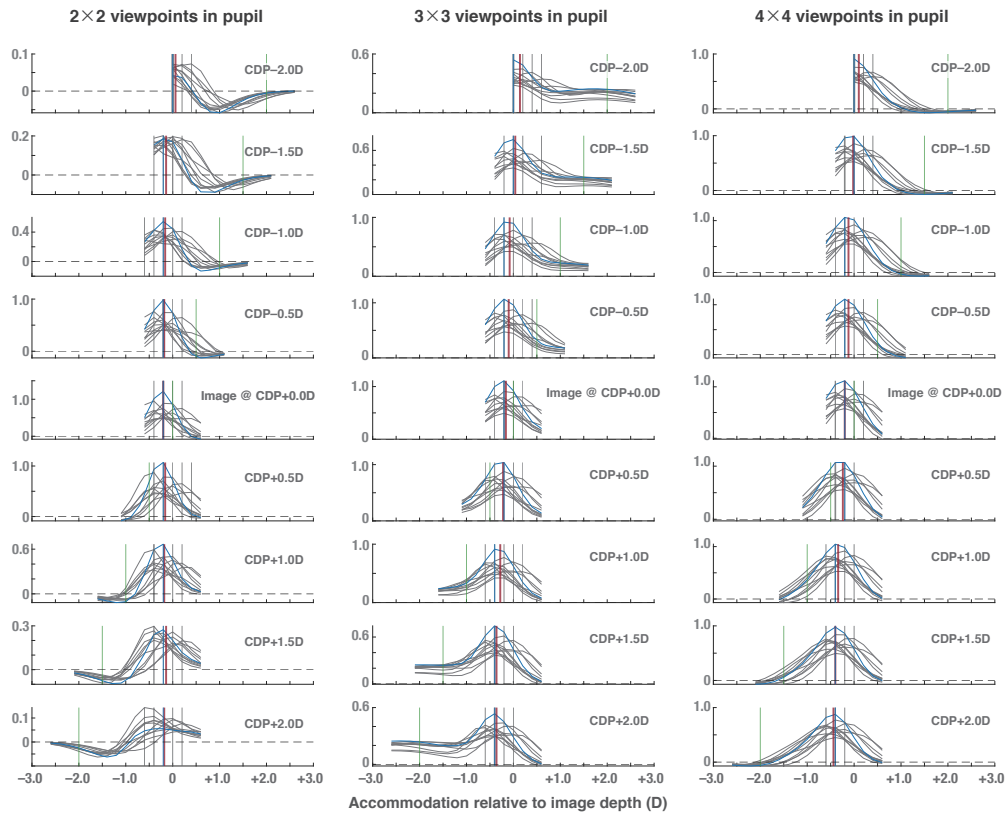 2×2 viewpoints in pupil
3×3 viewpoints in pupil
4×4 viewpoints in pupil
0.1
0
CDP−2.0D
0.6
0
CDP−2.0D
1.0
0
CDP−2.0D
0.2
0
CDP−1.5D
0.6
0
CDP−1.5D
1.0
0
CDP−1.5D
0.4
0
CDP−1.0D
1.0
0
CDP−1.0D
1.0
0
CDP−1.0D
1.0
0
CDP−0.5D
1.0
0
CDP−0.5D
1.0
0
CDP−0.5D
1.0
0
Image @ CDP+0.0D
1.0
0
Image @ CDP+0.0D
1.0
0
Image @ CDP+0.0D
1.0
0
CDP+0.5D
1.0
0
CDP+0.5D
1.0
0
CDP+0.5D
0.6
0
CDP+1.0D
1.0
0
CDP+1.0D
1.0
0
CDP+1.0D
0.3
0
CDP+1.5D
0.6
0
CDP+1.5D
1.0
0
CDP+1.5D
0.1
0
CDP+2.0D
0.6
0
CDP+2.0D
1.0
0
CDP+2.0D
−3.0 −2.0 −1.0 0 +1.0 +2.0 +3.0
−3.0 −2.0 −1.0 0 +1.0 +2.0 +3.0
−3.0 −2.0 −1.0 0 +1.0 +2.0 +3.0
Accommodation relative to image depth (D)